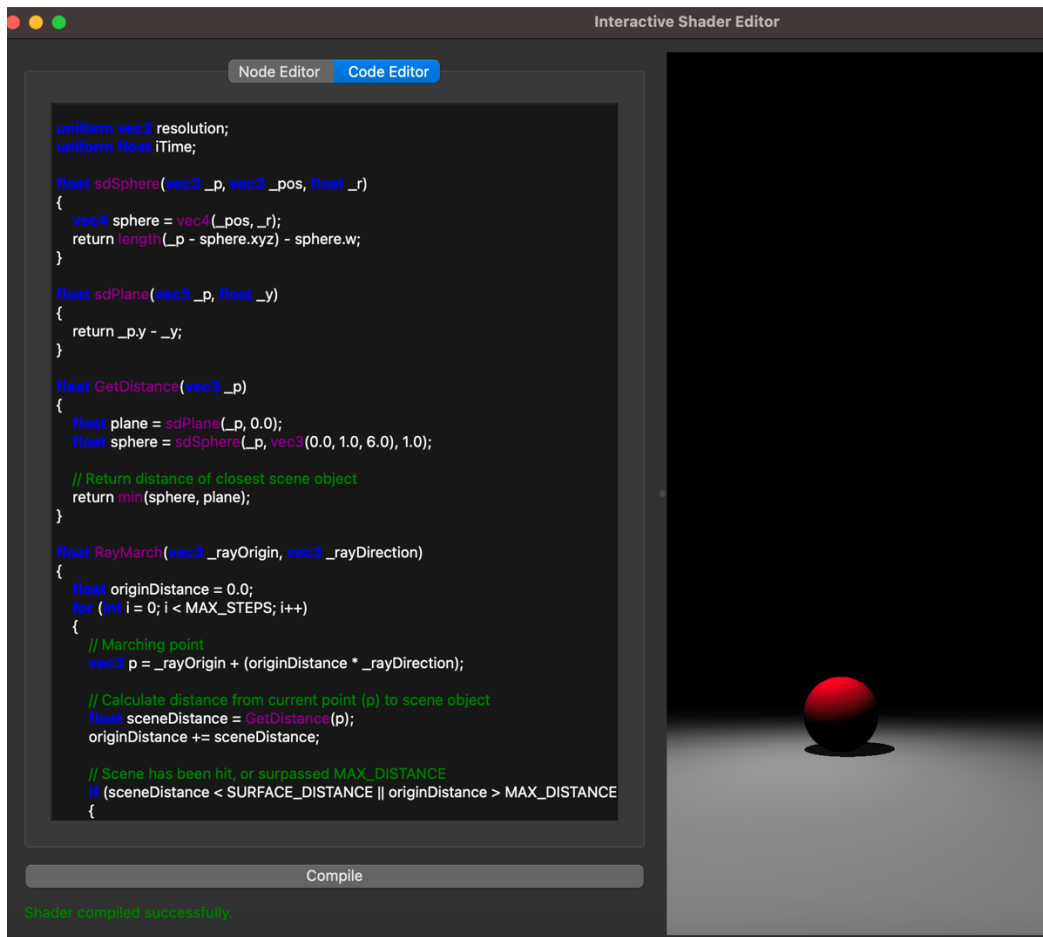 Interactive Shader Editor
Node Editor
Code Editor
uniform vec2 resolution;
uniform float iTime;
float sdSphere(vec3 _p, vec3 _pos, float _r)
{
vec4 sphere = vec4(_pos, _r);
return length(_p - sphere.xyz) - sphere.w;
}
float sdPlane(vec3 _p, float _y)
{
return _p.y - _y;
}
float GetDistance(vec3 _p)
{
float plane = sdPlane(_p, 0.0);
float sphere = sdSphere(_p, vec3(0.0, 1.0, 6.0), 1.0);
// Return distance of closest scene object
return min(sphere, plane);
}
float RayMarch(vec3 _rayOrigin, vec3 _rayDirection)
{
float originDistance = 0.0;
for (int i = 0; i < MAX_STEPS; i++)
{
// Marching point
vec3 p = _rayOrigin + (originDistance * _rayDirection);
// Calculate distance from current point (p) to scene object
float sceneDistance = GetDistance(p);
originDistance += sceneDistance;
// Scene has been hit, or surpassed MAX_DISTANCE
if (sceneDistance < SURFACE_DISTANCE || originDistance > MAX_DISTANCE
{
Compile
Shader compiled successfully.